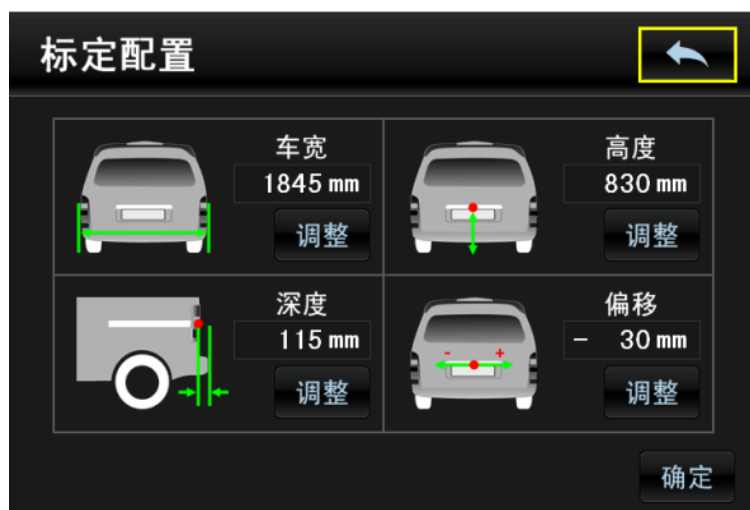 标定配置
车宽
1845 mm
调整
高度
830 mm
调整
深度
115 mm
调整
偏移
- +
- 30 mm
调整
确定